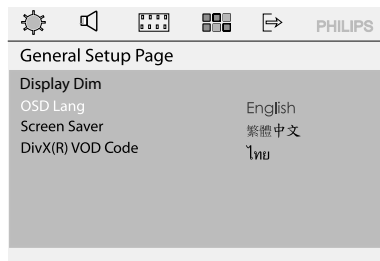 PHILIPS
General Setup Page
Display Dim
OSD Lang English
Screen Saver 繁體中文
DivX(R) VOD Code ไทย